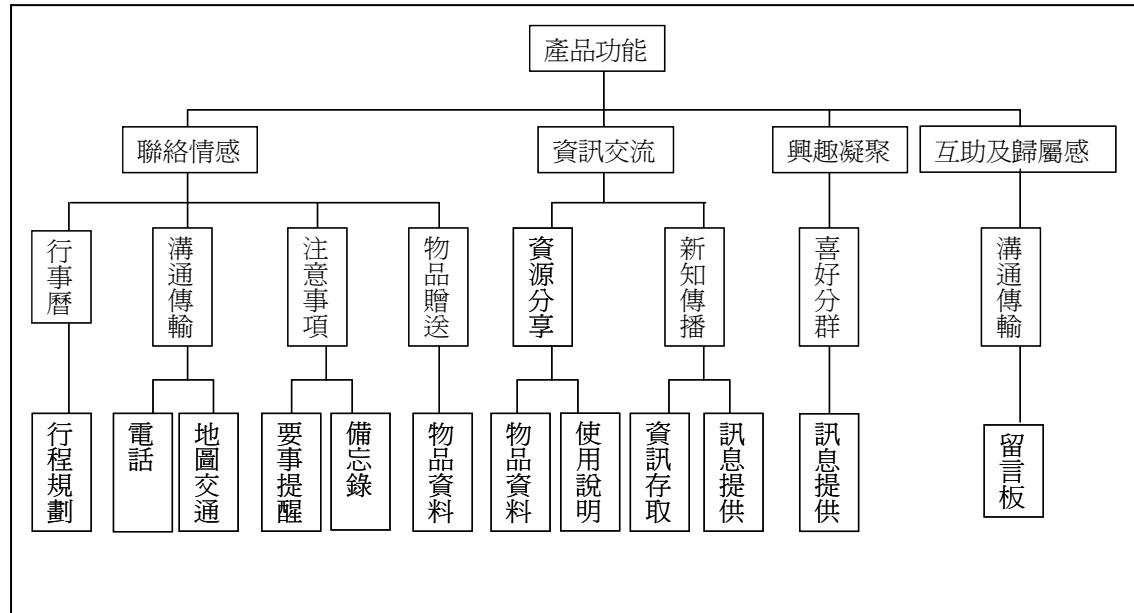 產品功能
聯絡情感
資訊交流
興趣凝聚
互助及歸屬感
行事曆
溝通傳輸
注意事項
物品贈送
資源分享
新知傳播
喜好分群
溝通傳輸
行程規劃
電話
地圖交通
要事提醒
備忘錄
物品資料
物品資料
使用說明
資訊存取
訊息提供
訊息提供
留言板